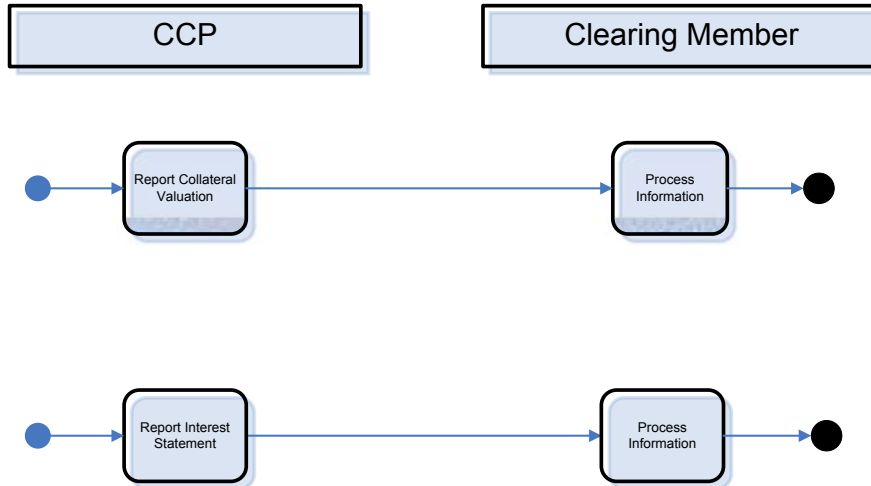 CCP
Clearing Member
Report Collateral
Valuation
Process
Information
Report Interest
Statement
Process
Information